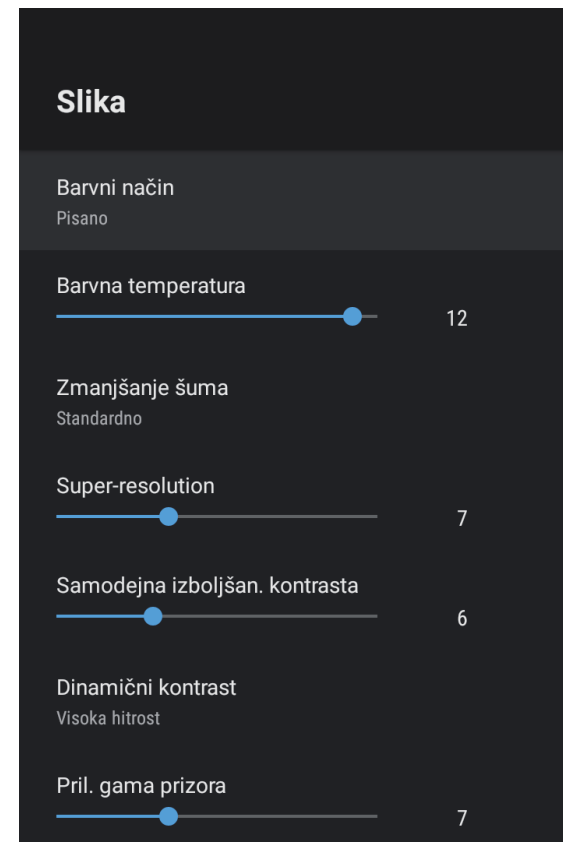 Slika
Barvni način
Pisano
Barvna temperatura
12
Zmanjšanje šuma
Standardno
Super-resolution
7
Samodejna izboljšan. kontrasta
6
Dinamični kontrast
Visoka hitrost
Pril. gama prizora
7